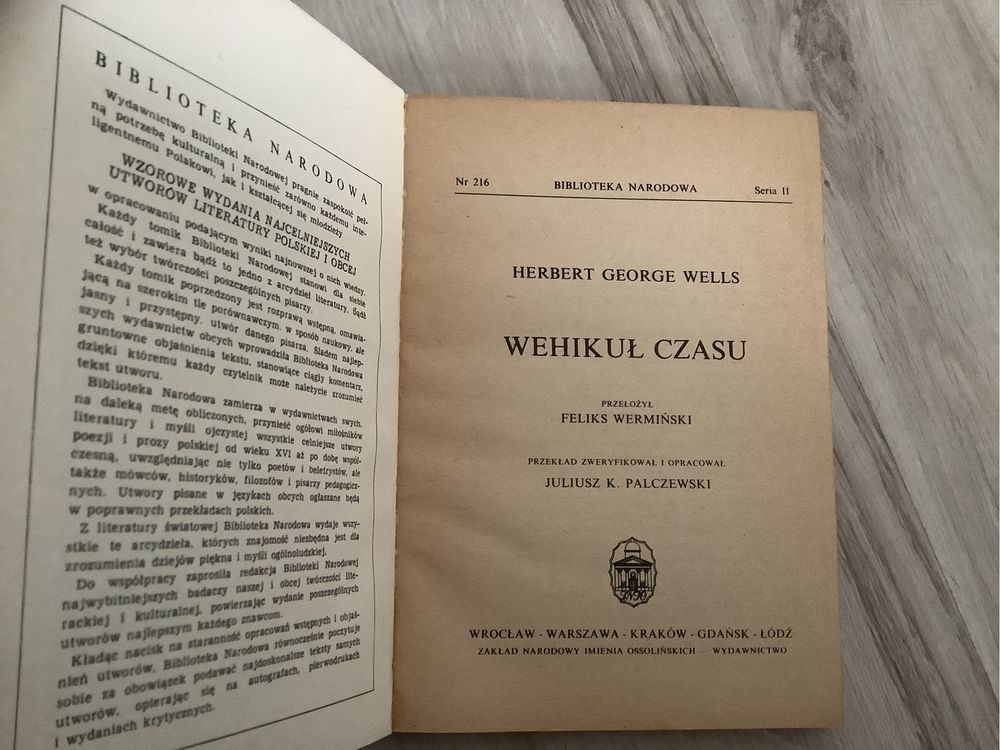 BIBLIOTEKA NARODOWA
Wydawnictwo Biblioteki Narodowej pragnie zaspokoić peł-
ną potrzebę kulturalną i przynieść zarówno każdemu inte-
ligentnemu Polakowi, jak i kształcącej się młodzieży
WZOROWE WYDANIA NAJCELNIEJSZYCH
UTWORÓW LITERATURY POLSKIEJ I OBCEJ
w opracowaniu podającym wyniki najnowszej o nich wiedzy.
Każdy tomik Biblioteki Narodowej stanowi dla siebie
całość i zawiera bądź to jedno z arcydzieł literatury, bądź
też wybór twórczości poszczególnych pisarzy.
Każdy tomik poprzedzony jest rozprawą wstępną, omawia-
jącą na szerokim tle porównawczym, w sposób naukowy, ale
jasny i przystępny, utwór danego pisarza. Śladem najlep-
szych wydawnictw obcych wprowadziła Biblioteka Narodowa
gruntowne objaśnienia tekstu, stanowiące ciągły komentarz,
dzięki któremu każdy czytelnik może należycie zrozumieć
tekst utworu.
Biblioteka Narodowa zamierza w wydawnictwach swych,
na daleką metę obliczonych, przynieść ogółowi miłośników
literatury i myśli ojczystej wszystkie celniejsze utwory
poezji i prozy polskiej od wieku XVI aż po dobę współ-
czesną, uwzględniając nie tylko poetów i beletrystów, ale
także mówców, historyków, filozofów i pisarzy pedagogicz-
nych. Utwory pisane w językach obcych ogłaszane będą
w poprawnych przekładach polskich.
Z literatury światowej Biblioteka Narodowa wydaje wszy-
stkie te arcydzieła, których znajomość niezbędna jest dla
zrozumienia dziejów piękna i myśli ogólnoludzkiej.
Do współpracy zaprosiła redakcja Biblioteki Narodowej
najwybitniejszych badaczy naszej i obcej twórczości lite-
rackiej i kulturalnej, powierzając wydanie poszczególnych
utworów najlepszym każdego znawcom.
Kładąc nacisk na staranność opracowań wstępnych i objaś-
nień utworów, Biblioteka Narodowa równocześnie poczytuje
sobie za obowiązek podawać najdoskonalsze teksty samych
utworów, opierając się na autografach, pierwodrukach
i wydaniach krytycznych.
Nr 216 BIBLIOTEKA NARODOWA Seria II
HERBERT GEORGE WELLS
WEHIKUŁ CZASU
PRZEŁOŻYŁ
FELIKS WERMIŃSKI
PRZEKŁAD ZWERYFIKOWAŁ I OPRACOWAŁ
JULIUSZ K. PALCZEWSKI
WROCŁAW - WARSZAWA - KRAKÓW - GDAŃSK - ŁÓDŹ
ZAKŁAD NARODOWY IMIENIA OSSOLIŃSKICH — WYDAWNICTWO